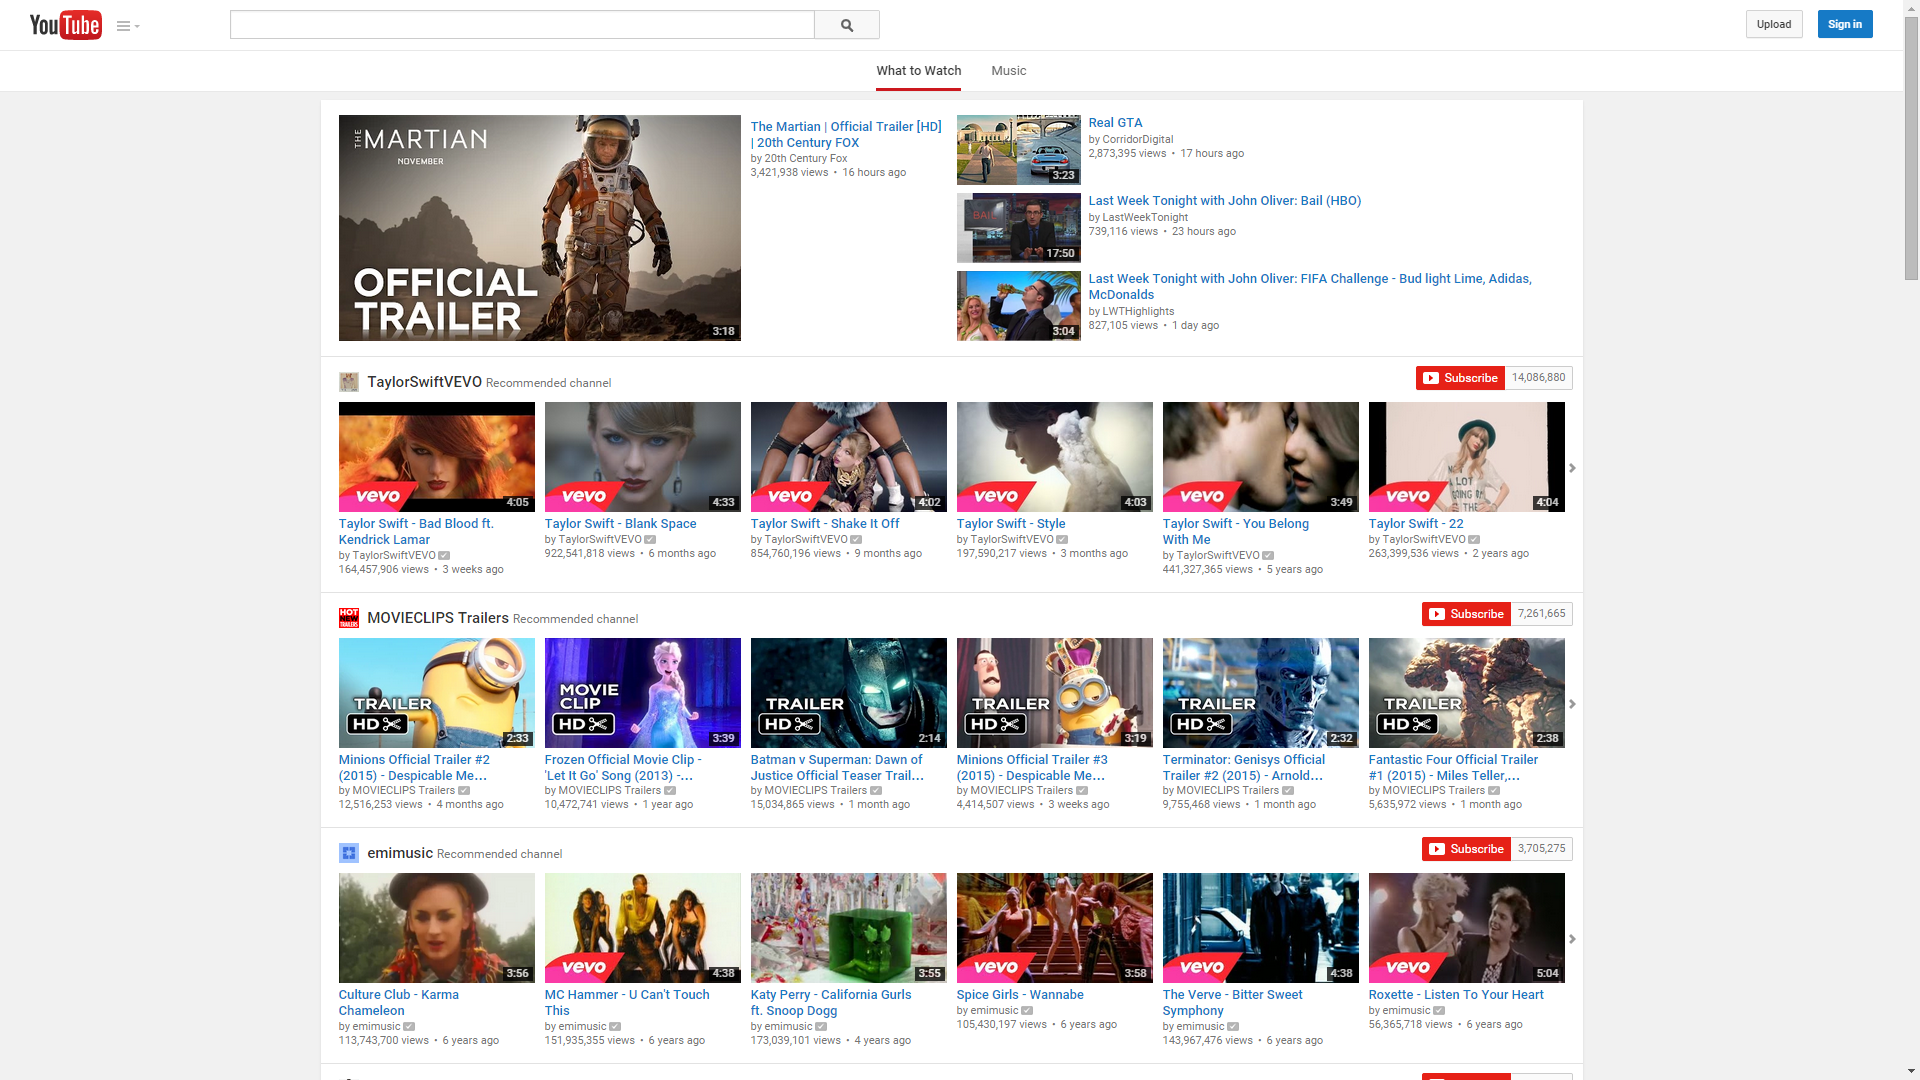 YouTube
Upload
Sign in
What to Watch
Music
THE MARTIAN
NOVEMBER
OFFICIAL
TRAILER
3:18
The Martian | Official Trailer [HD]
| 20th Century FOX
by 20th Century Fox
3,421,938 views • 16 hours ago
3:23
Real GTA
by CorridorDigital
2,873,395 views • 17 hours ago
BAIL
17:50
Last Week Tonight with John Oliver: Bail (HBO)
by LastWeekTonight
739,116 views • 23 hours ago
3:04
Last Week Tonight with John Oliver: FIFA Challenge - Bud light Lime, Adidas,
McDonalds
by LWTHighlights
827,105 views • 1 day ago
TaylorSwiftVEVO Recommended channel
Subscribe 14,086,880
vevo 4:05
Taylor Swift - Bad Blood ft.
Kendrick Lamar
by TaylorSwiftVEVO
164,457,906 views • 3 weeks ago
vevo 4:33
Taylor Swift - Blank Space
by TaylorSwiftVEVO
922,541,818 views • 6 months ago
vevo 4:02
Taylor Swift - Shake It Off
by TaylorSwiftVEVO
854,760,196 views • 9 months ago
vevo 4:03
Taylor Swift - Style
by TaylorSwiftVEVO
197,590,217 views • 3 months ago
vevo 3:49
Taylor Swift - You Belong
With Me
by TaylorSwiftVEVO
441,327,365 views • 5 years ago
NOT
A LOT
GOING ON
vevo 4:04
Taylor Swift - 22
by TaylorSwiftVEVO
263,399,536 views • 2 years ago
HOT
NEW
TRAILERS
MOVIECLIPS Trailers Recommended channel
Subscribe 7,261,665
TRAILER
HD
2:33
Minions Official Trailer #2
(2015) - Despicable Me...
by MOVIECLIPS Trailers
12,516,253 views • 4 months ago
MOVIE
CLIP
HD
3:39
Frozen Official Movie Clip -
'Let It Go' Song (2013) -...
by MOVIECLIPS Trailers
10,472,741 views • 1 year ago
TRAILER
HD
2:14
Batman v Superman: Dawn of
Justice Official Teaser Trail...
by MOVIECLIPS Trailers
15,034,865 views • 1 month ago
TRAILER
HD
3:19
Minions Official Trailer #3
(2015) - Despicable Me...
by MOVIECLIPS Trailers
4,414,507 views • 3 weeks ago
TRAILER
HD
2:32
Terminator: Genisys Official
Trailer #2 (2015) - Arnold...
by MOVIECLIPS Trailers
9,755,468 views • 1 month ago
TRAILER
HD
2:38
Fantastic Four Official Trailer
#1 (2015) - Miles Teller,...
by MOVIECLIPS Trailers
5,635,972 views • 1 month ago
emimusic Recommended channel
Subscribe 3,705,275
3:56
Culture Club - Karma
Chameleon
by emimusic
113,743,700 views • 6 years ago
vevo 4:38
MC Hammer - U Can't Touch
This
by emimusic
151,935,355 views • 6 years ago
3:55
Katy Perry - California Gurls
ft. Snoop Dogg
by emimusic
173,039,101 views • 4 years ago
vevo 3:58
Spice Girls - Wannabe
by emimusic
105,430,197 views • 6 years ago
vevo 4:38
The Verve - Bitter Sweet
Symphony
by emimusic
143,967,476 views • 6 years ago
vevo 5:04
Roxette - Listen To Your Heart
by emimusic
56,365,718 views • 6 years ago